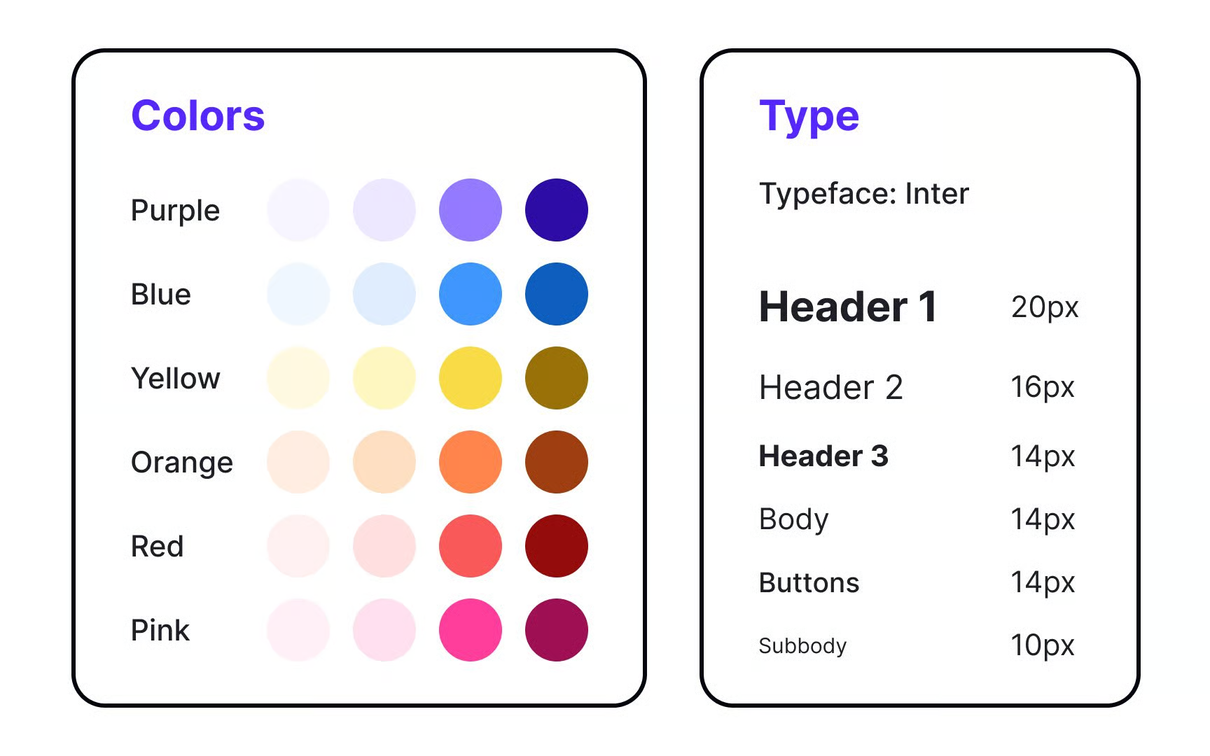 Colors
Purple
Blue
Yellow
Orange
Red
Pink
Type
Typeface: Inter
Header 1 20px
Header 2 16px
Header 3 14px
Body 14px
Buttons 14px
Subbody 10px